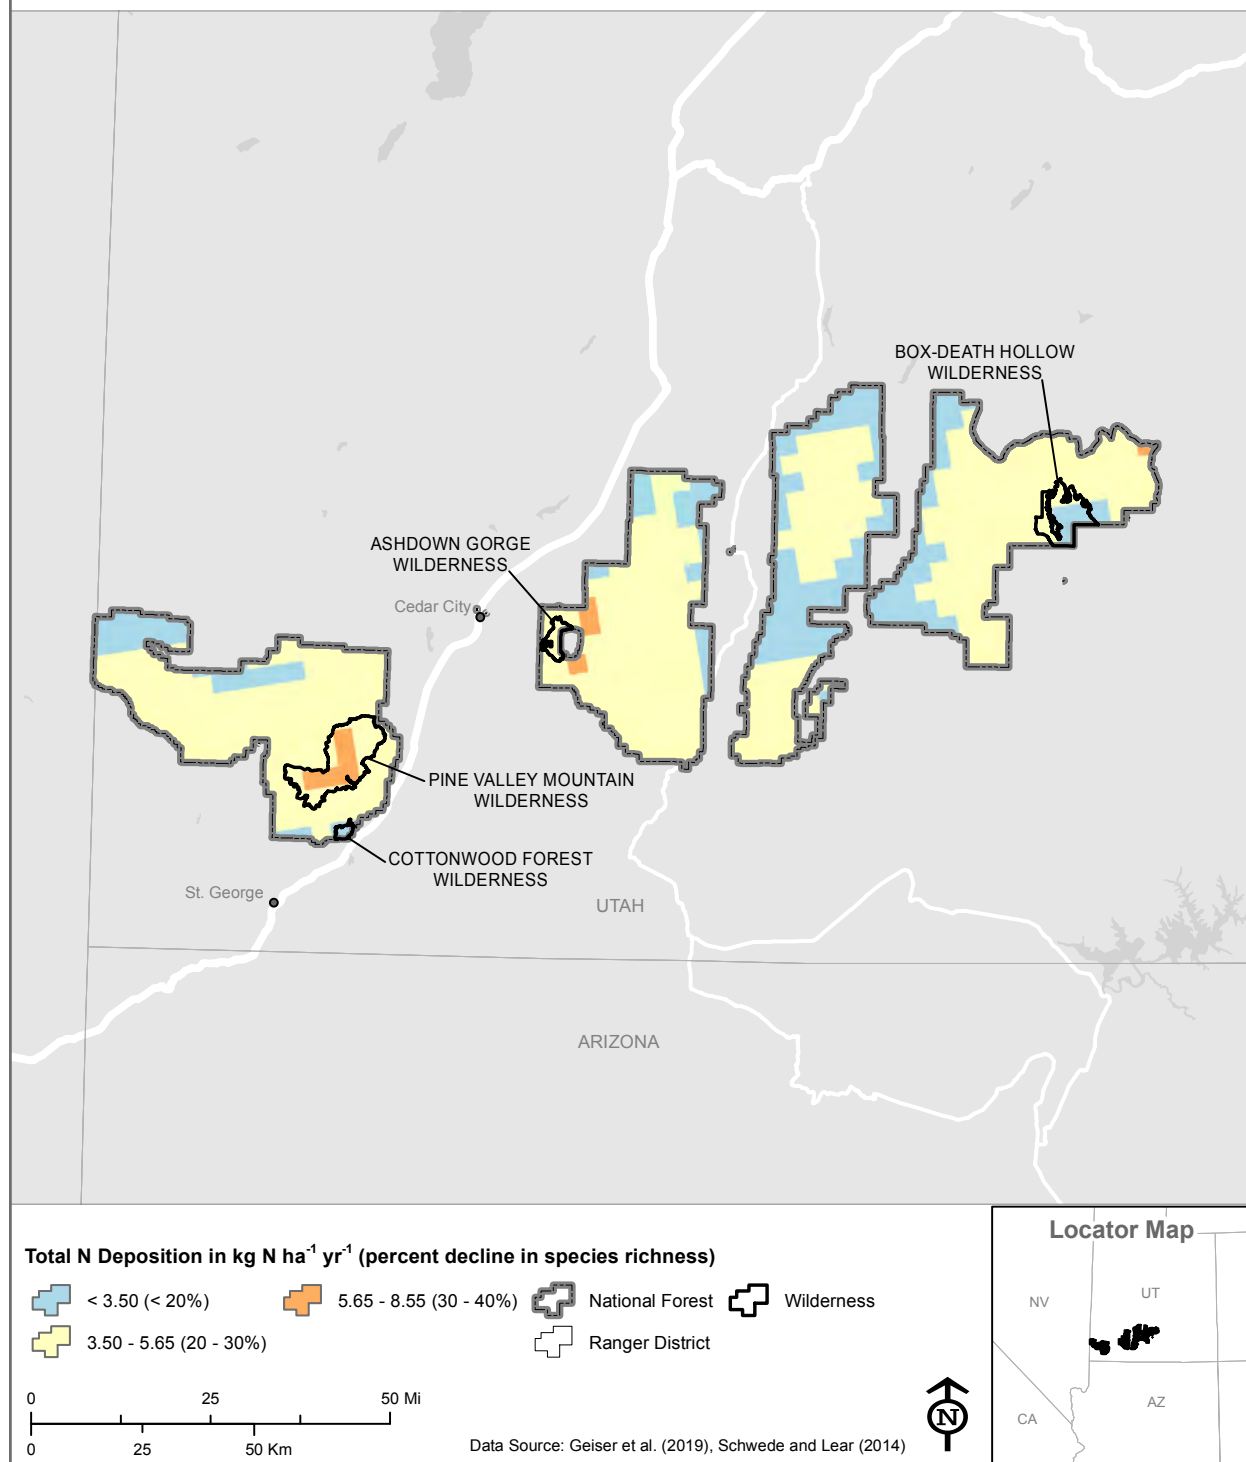 BOX-DEATH HOLLOW
WILDERNESS
ASHDOWN GORGE
WILDERNESS
Cedar City
PINE VALLEY MOUNTAIN
WILDERNESS
COTTONWOOD FOREST
WILDERNESS
St. George
UTAH
ARIZONA
Total N Deposition in kg N ha⁻¹ yr⁻¹ (percent decline in species richness)
< 3.50 (< 20%)
5.65 - 8.55 (30 - 40%)
National Forest
Wilderness
3.50 - 5.65 (20 - 30%)
Ranger District
0 25 50 Mi
0 25 50 Km
Data Source: Geiser et al. (2019), Schwede and Lear (2014)
N
Locator Map
NV
UT
CA
AZ